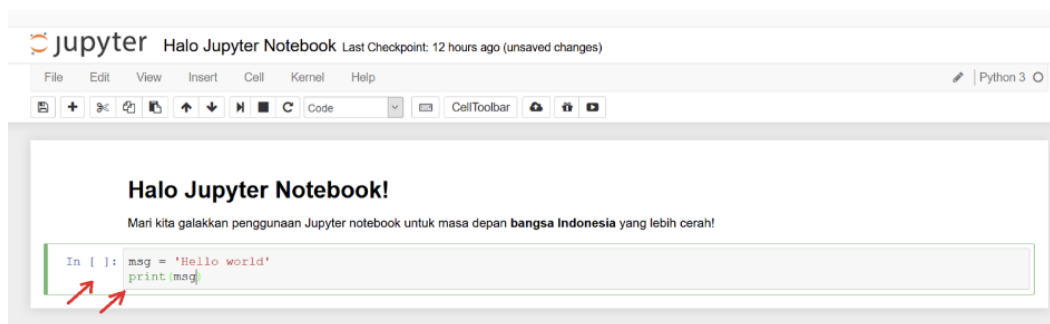 jupyter Halo Jupyter Notebook Last Checkpoint: 12 hours ago (unsaved changes)
File Edit View Insert Cell Kernel Help Python 3
Code CellToolbar
Halo Jupyter Notebook!
Mari kita galakkan penggunaan Jupyter notebook untuk masa depan bangsa Indonesia yang lebih cerah!
In [ ]: msg = 'Hello world'
print(msg)